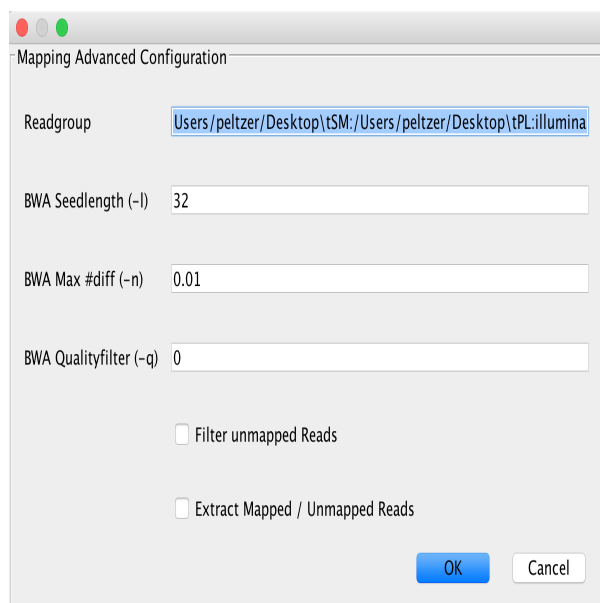 Mapping Advanced Configuration
Readgroup Users/peltzer/Desktop\tSM:/Users/peltzer/Desktop\tPL:illumina
BWA Seedlength (-l) 32
BWA Max #diff (-n) 0.01
BWA Qualityfilter (-q) 0
Filter unmapped Reads
Extract Mapped / Unmapped Reads
OK Cancel